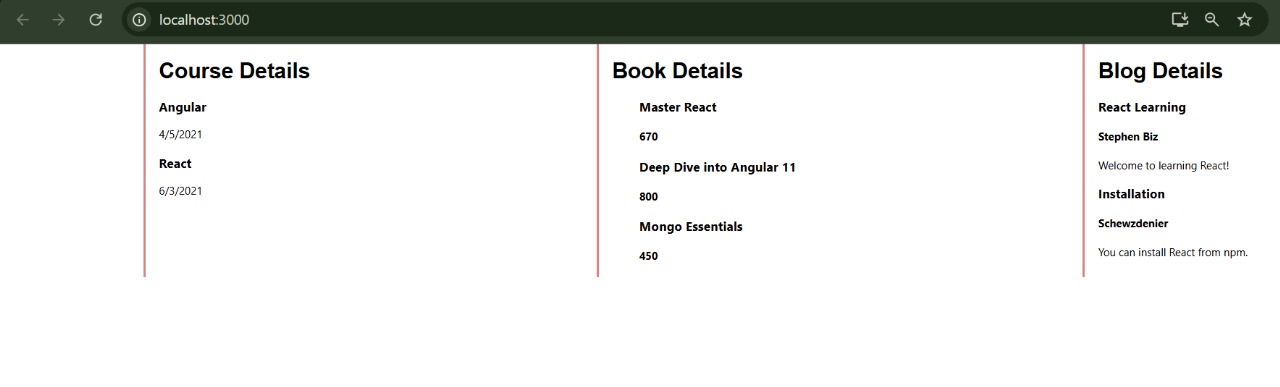 localhost:3000
Course Details
Angular
4/5/2021
React
6/3/2021
Book Details
Master React
670
Deep Dive into Angular 11
800
Mongo Essentials
450
Blog Details
React Learning
Stephen Biz
Welcome to learning React!
Installation
Schewzdenier
You can install React from npm.